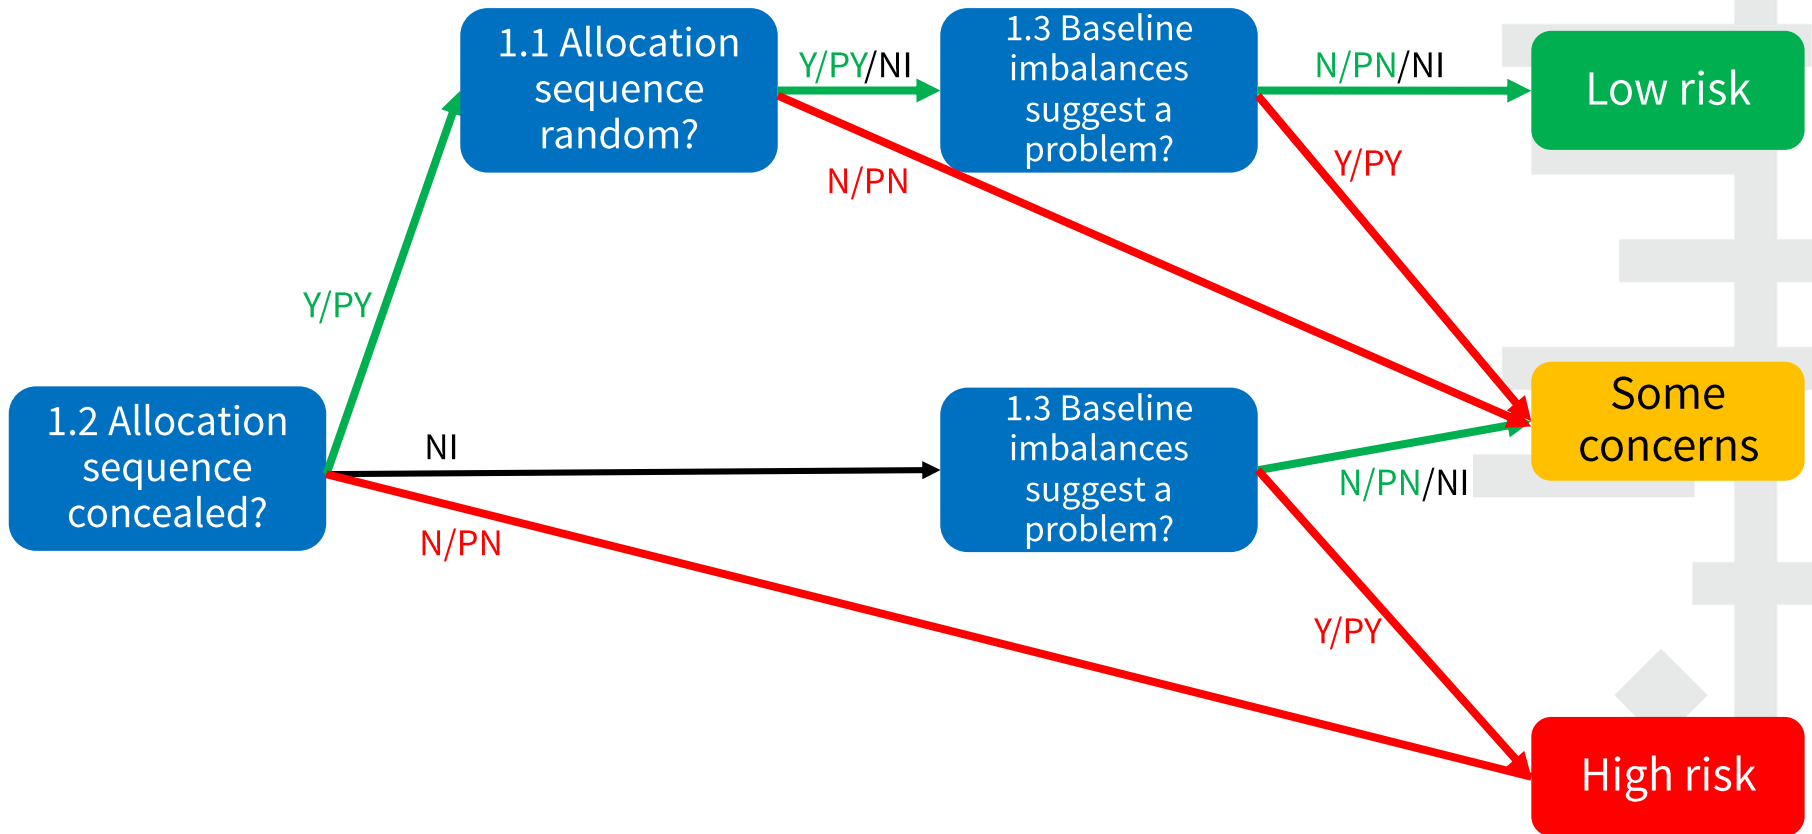 1.1 Allocation
sequence
random?
Y/PY/NI
1.3 Baseline
imbalances
suggest a
problem?
N/PN/NI
Low risk
N/PN
Y/PY
Y/PY
1.2 Allocation
sequence
concealed?
NI
N/PN
1.3 Baseline
imbalances
suggest a
problem?
N/PN/NI
Some
concerns
Y/PY
High risk